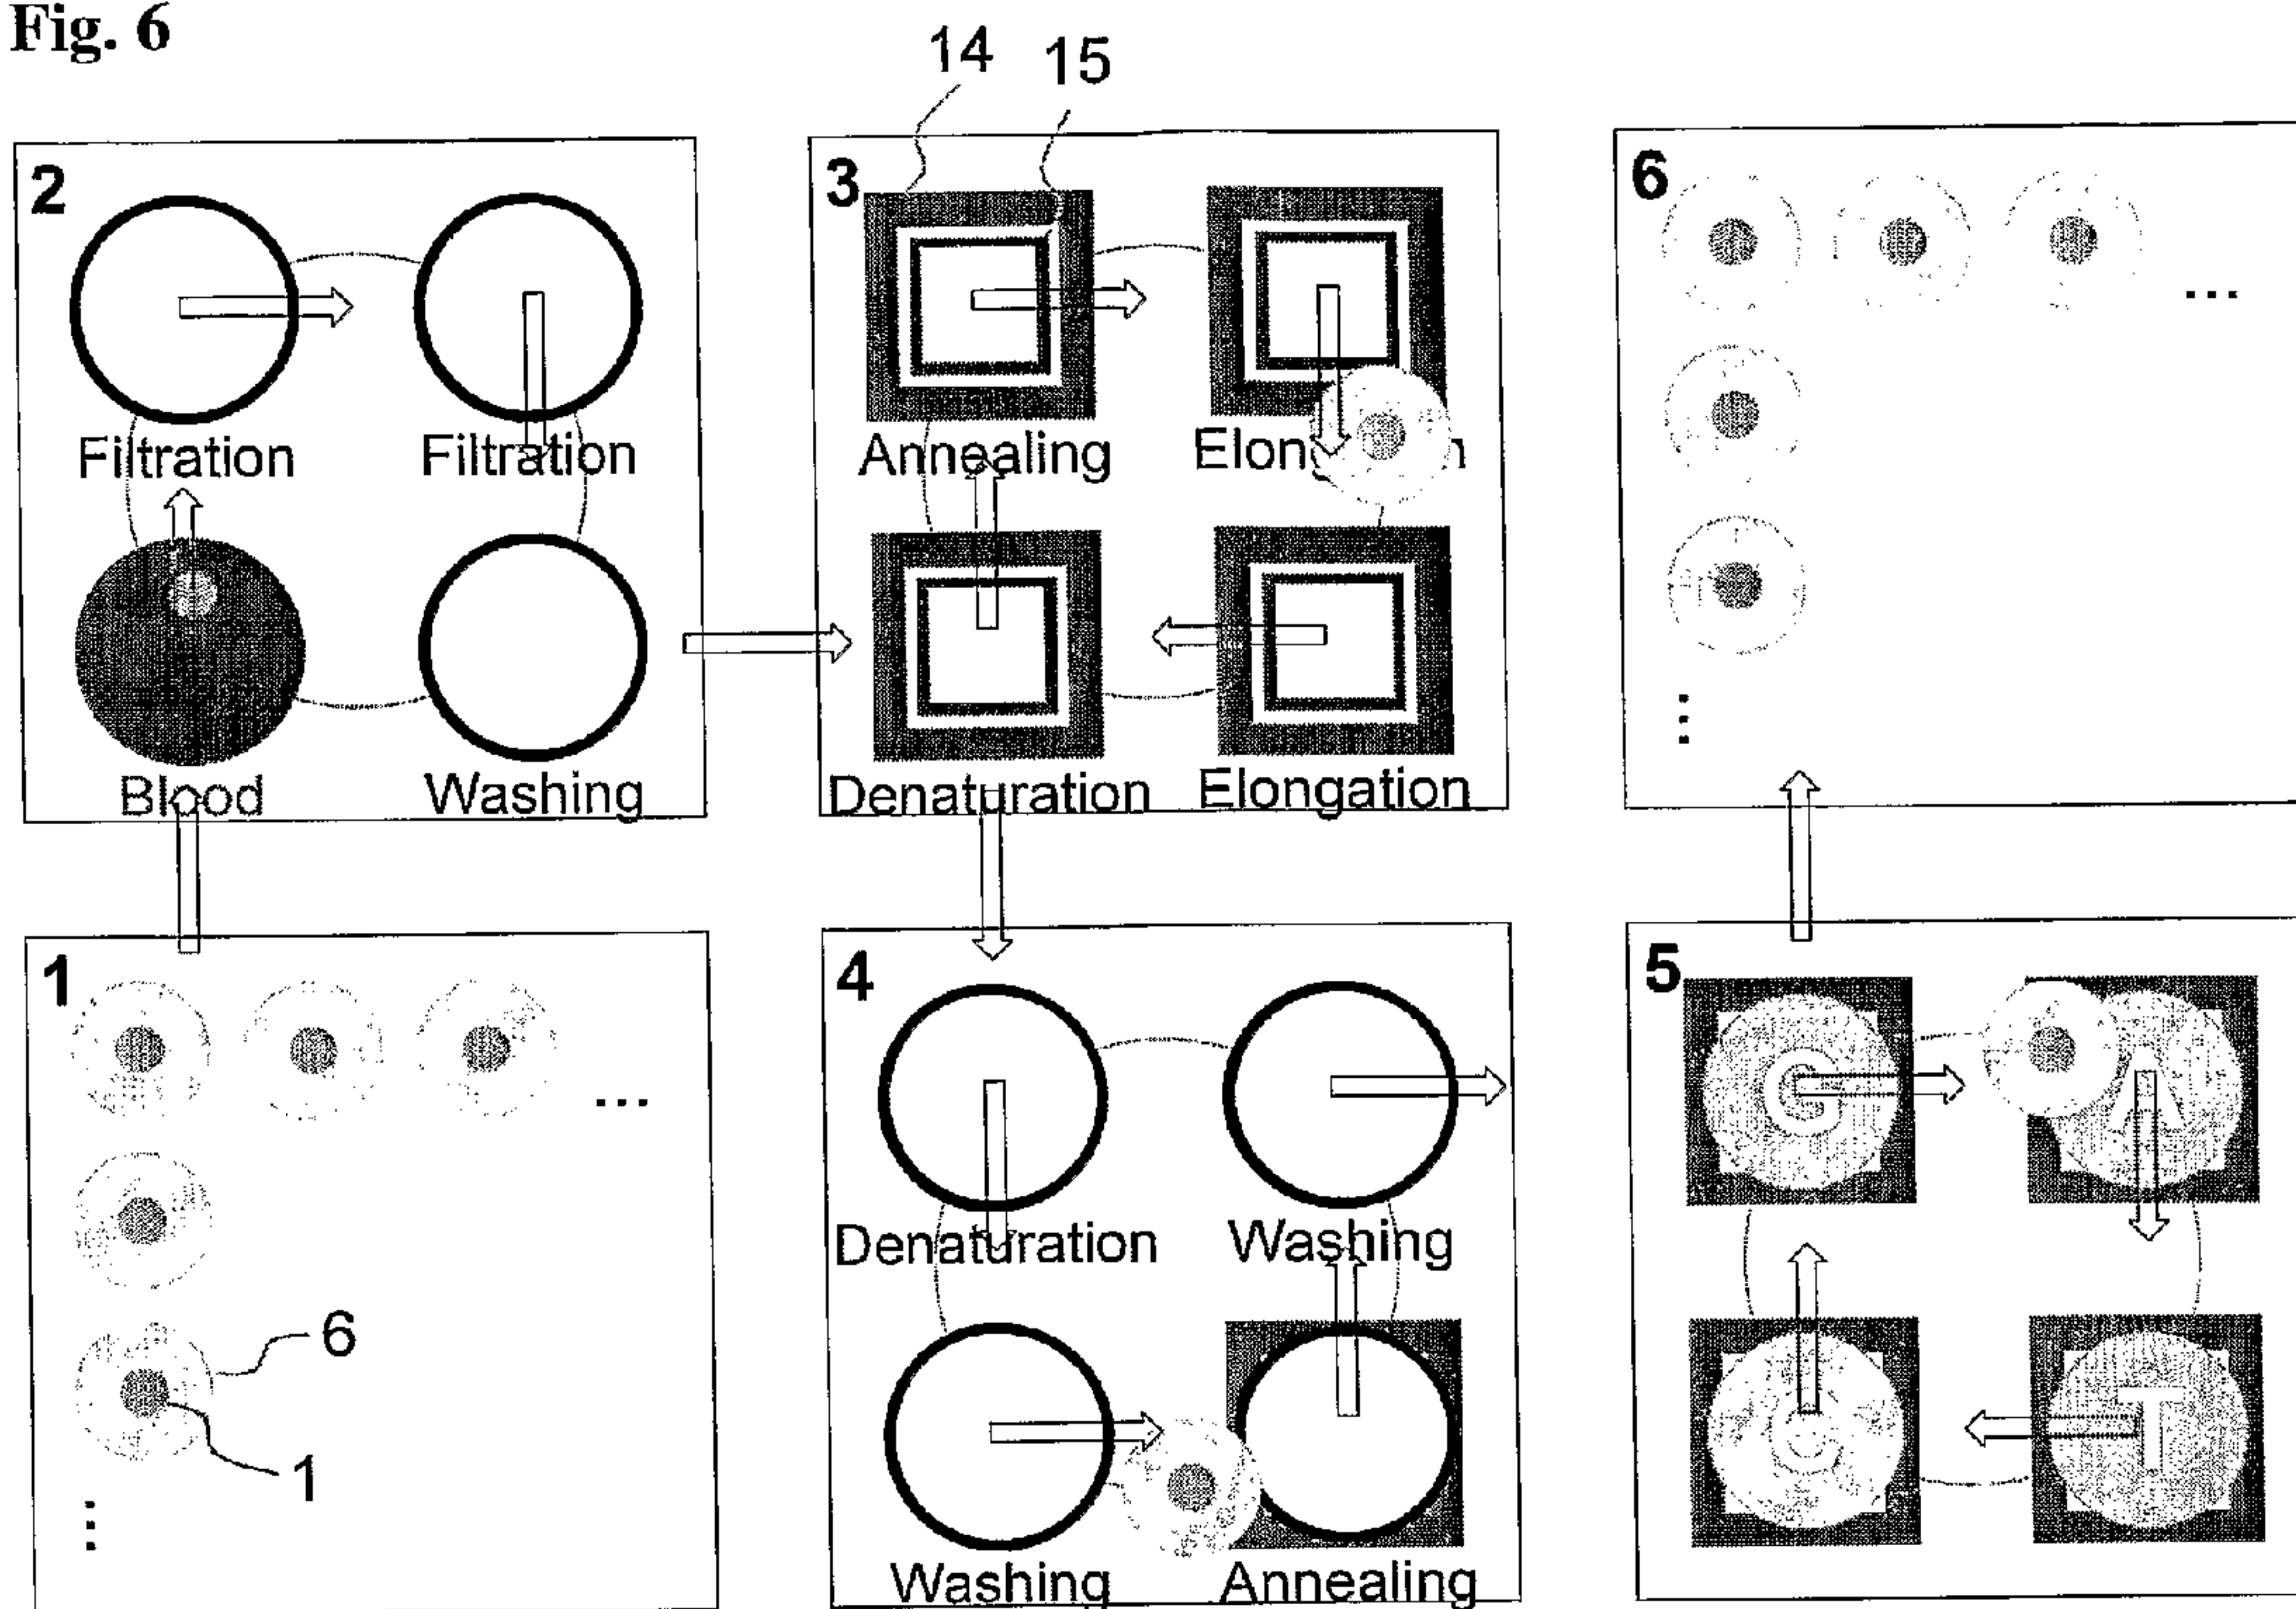 Fig. 6
14 15
2
Filtration Filtration
Blood Washing
3
Annealing
Denaturation Elongation
6
...
...
1
...
6
1
...
4
Denaturation Washing
Washing Annealing
5
G A
C T